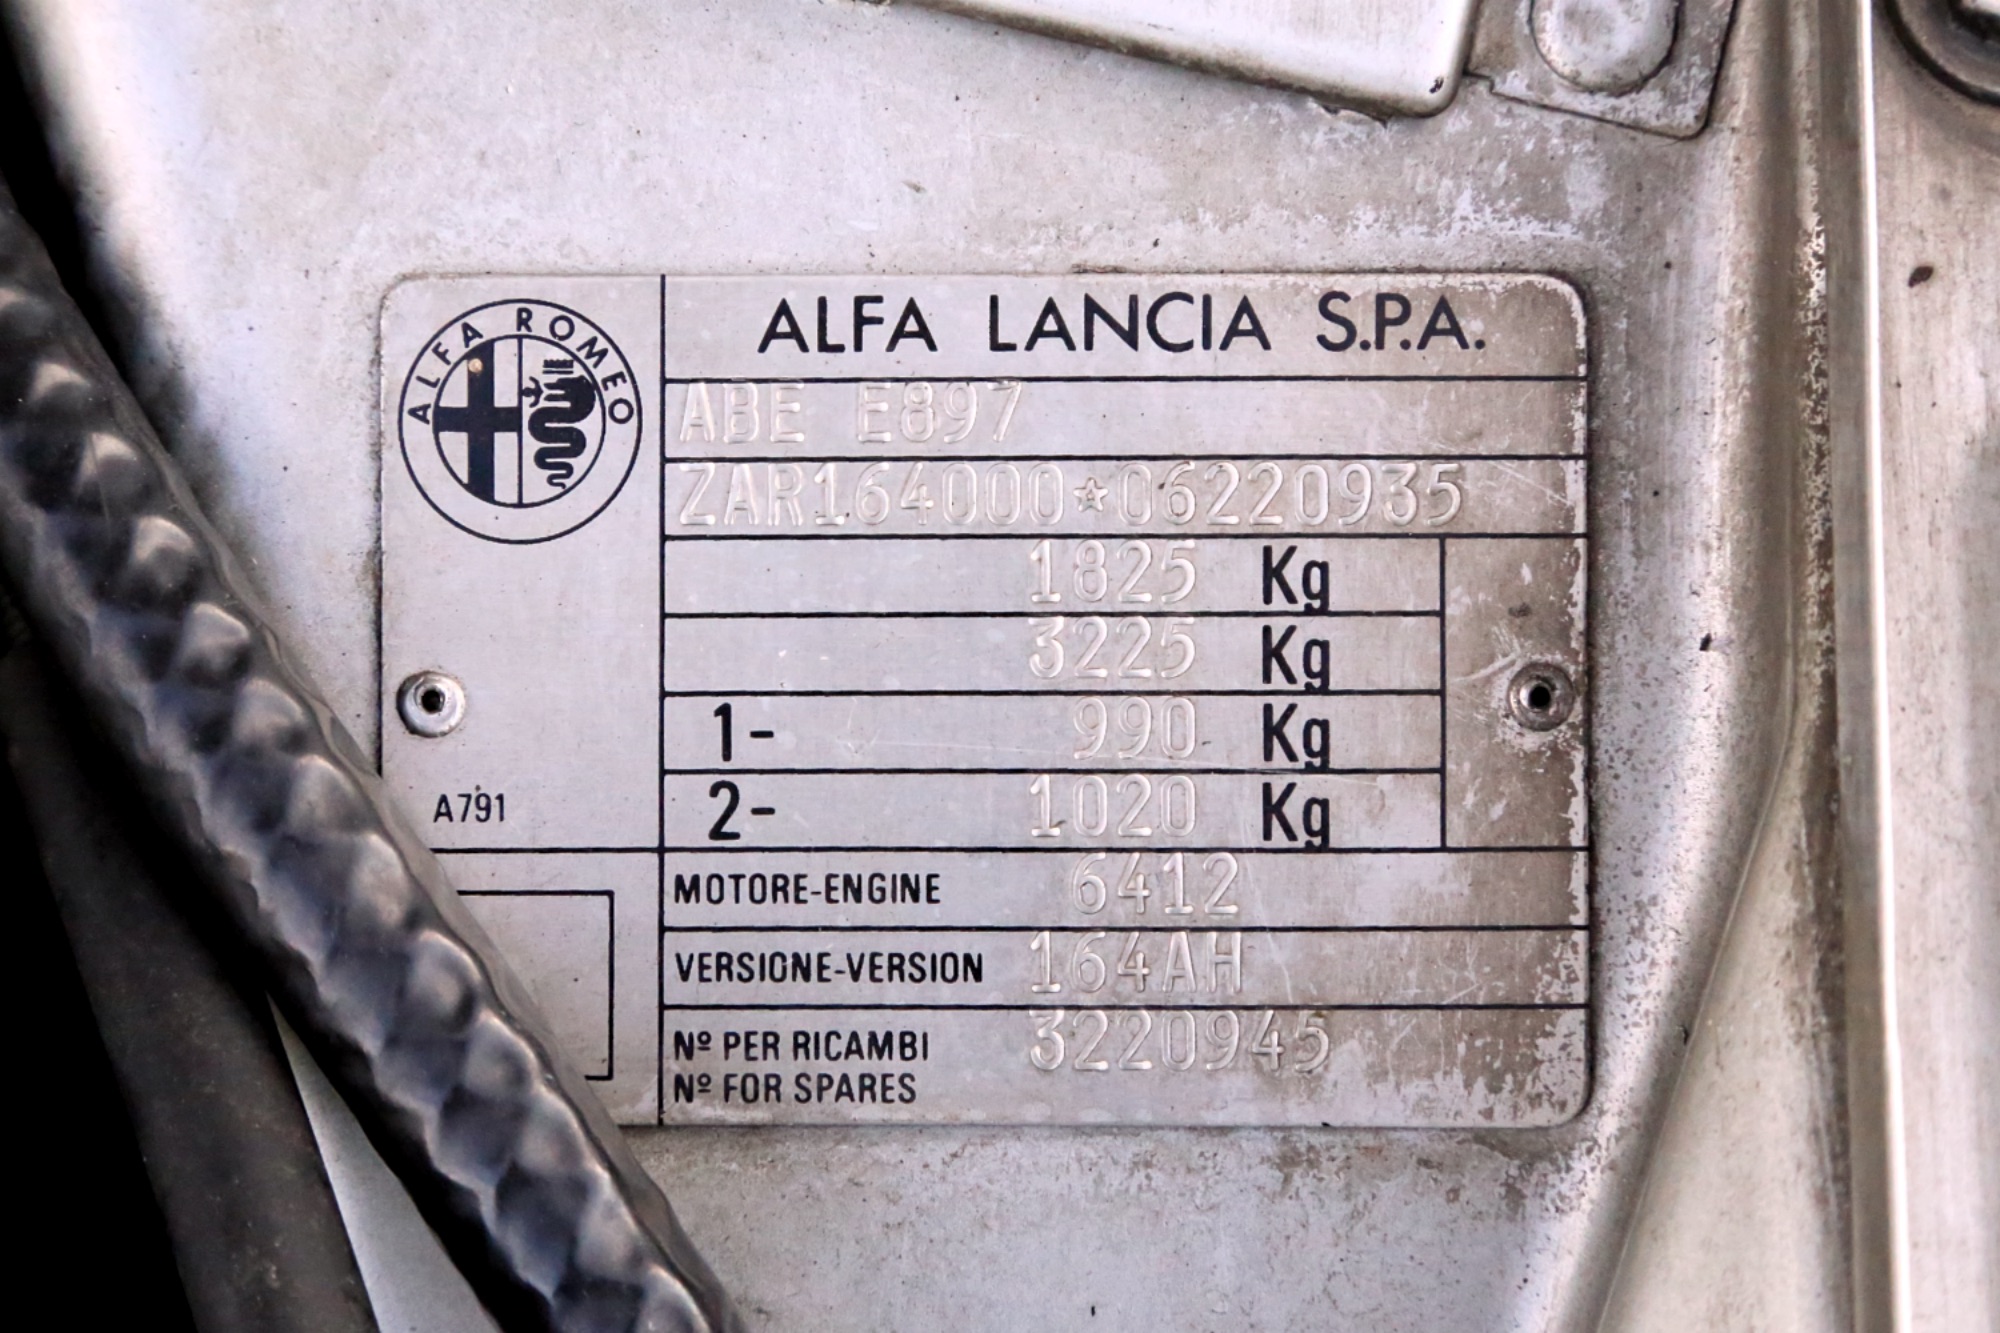 ALFA ROMEO
ALFA LANCIA S.P.A.
ABE E897
ZAR164000☆06220935
1825 Kg
3225 Kg
1- 990 Kg
2- 1020 Kg
A791
MOTORE-ENGINE 6412
VERSIONE-VERSION 164AH
Nº PER RICAMBI 3220945
Nº FOR SPARES